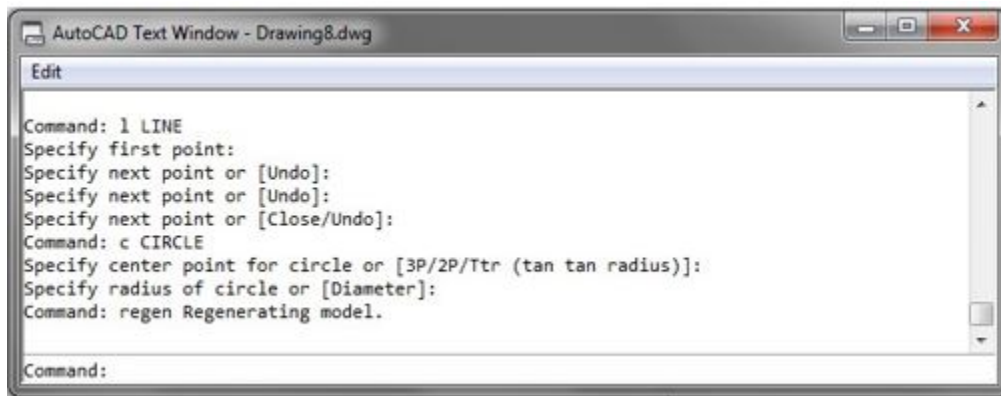 AutoCAD Text Window - Drawing8.dwg
Edit
Command: l LINE
Specify first point:
Specify next point or [Undo]:
Specify next point or [Undo]:
Specify next point or [Close/Undo]:
Command: c CIRCLE
Specify center point for circle or [3P/2P/Ttr (tan tan radius)]:
Specify radius of circle or [Diameter]:
Command: regen Regenerating model.
Command: